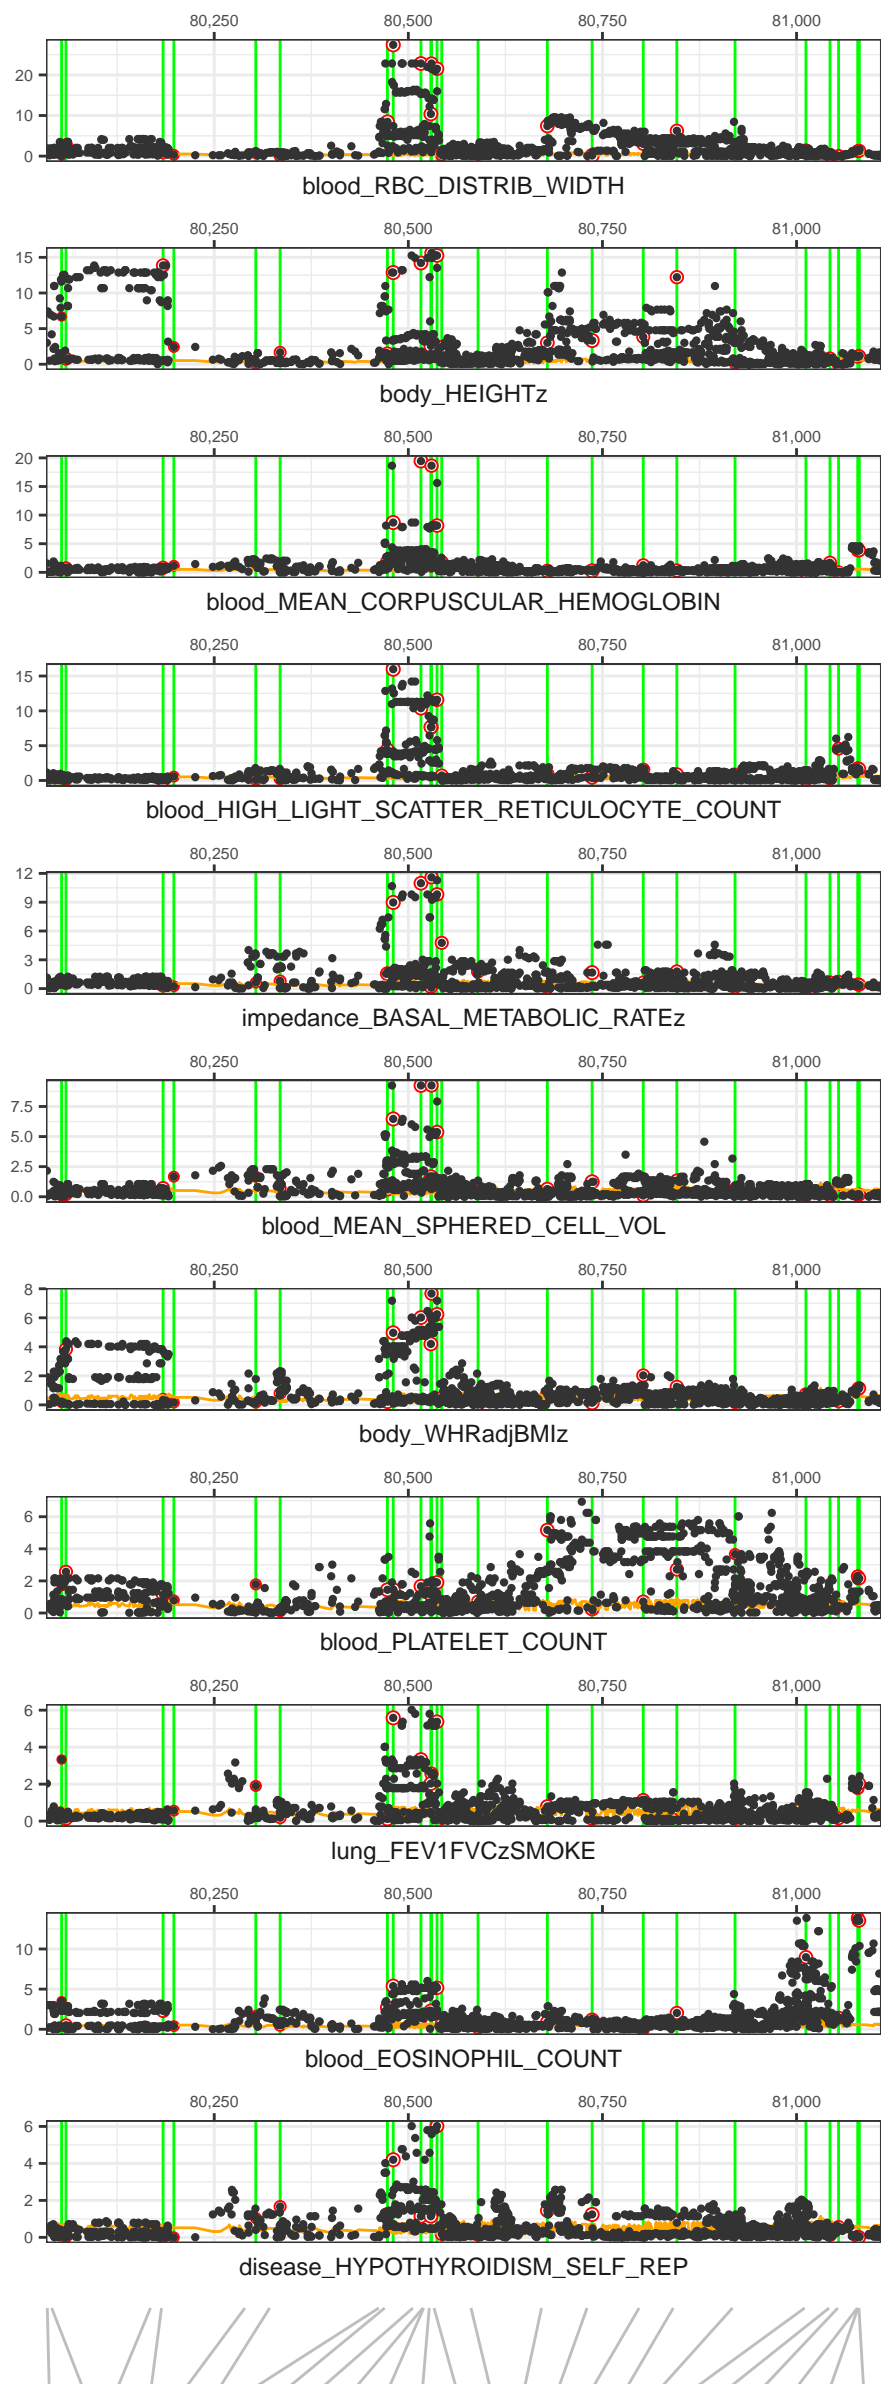 80,250 80,500 80,750 81,000
20
10
0
blood_RBC_DISTRIB_WIDTH
80,250 80,500 80,750 81,000
15
10
5
0
body_HEIGHTz
80,250 80,500 80,750 81,000
20
15
10
5
0
blood_MEAN_CORPUSCULAR_HEMOGLOBIN
80,250 80,500 80,750 81,000
15
10
5
0
blood_HIGH_LIGHT_SCATTER_RETICULOCYTE_COUNT
80,250 80,500 80,750 81,000
12
9
6
3
0
impedance_BASAL_METABOLIC_RATEz
80,250 80,500 80,750 81,000
7.5
5.0
2.5
0.0
blood_MEAN_SPHERED_CELL_VOL
80,250 80,500 80,750 81,000
8
6
4
2
0
body_WHRadjBMIz
80,250 80,500 80,750 81,000
6
4
2
0
blood_PLATELET_COUNT
80,250 80,500 80,750 81,000
6
4
2
0
lung_FEV1FVCzSMOKE
80,250 80,500 80,750 81,000
10
5
0
blood_EOSINOPHIL_COUNT
80,250 80,500 80,750 81,000
6
4
2
0
disease_HYPOTHYROIDISM_SELF_REP